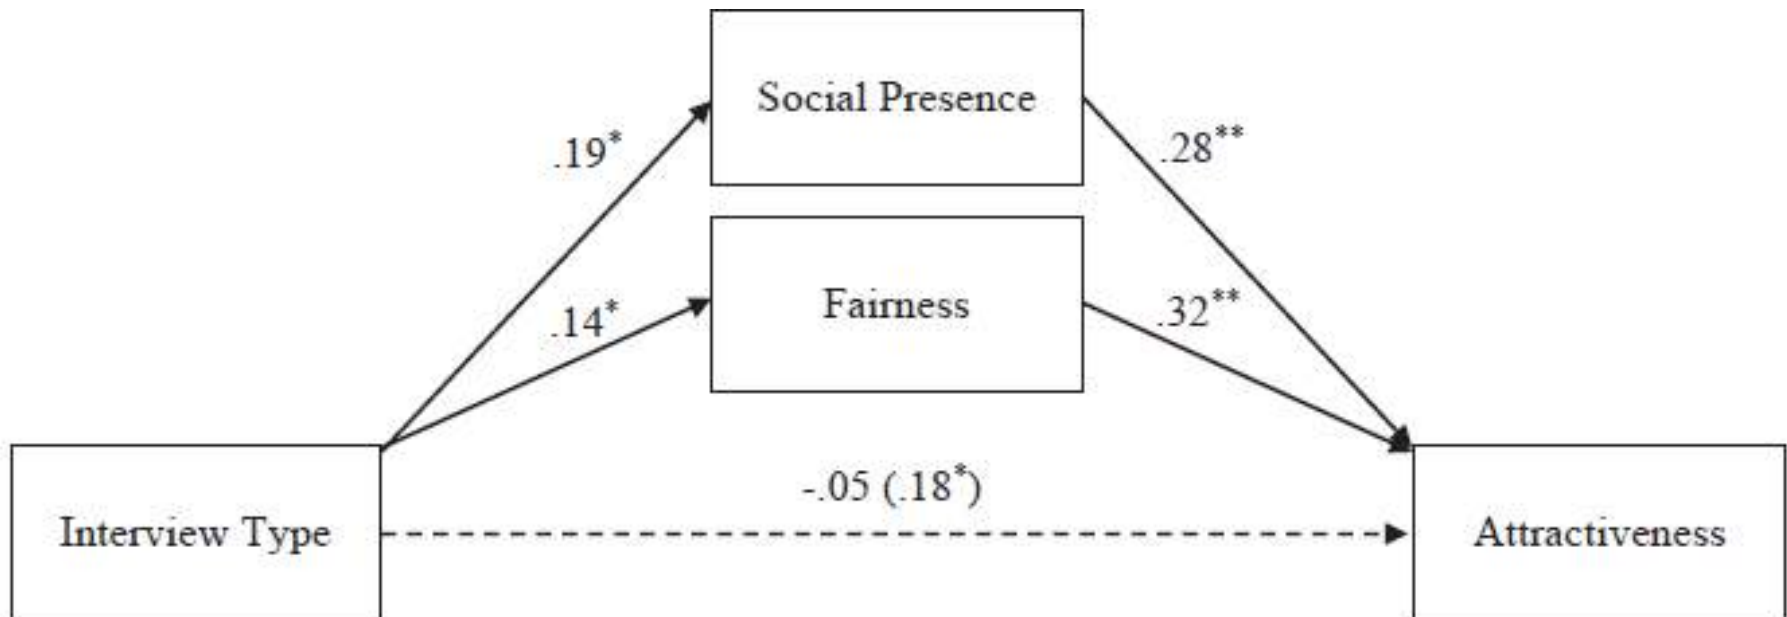 Social Presence
.19*
.28**
Fairness
.14*
.32**
-.05 (.18*)
Interview Type
Attractiveness